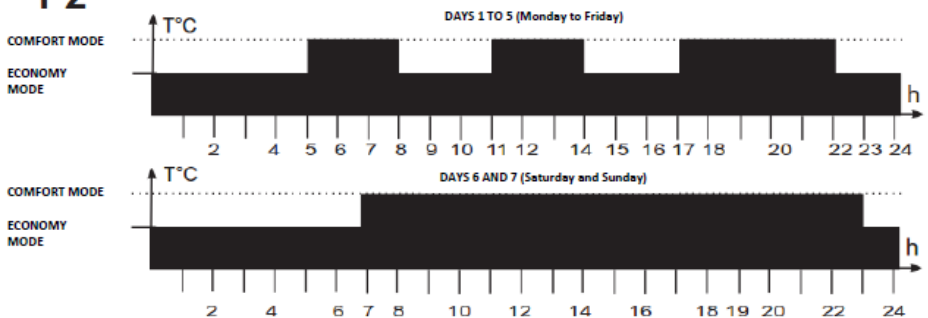 DAYS 1 TO 5 (Monday to Friday)
T°C
COMFORT MODE
ECONOMY
MODE
h
2 4 5 6 7 8 9 10 11 12 14 15 16 17 18 20 22 23 24
T°C
DAYS 6 AND 7 (Saturday and Sunday)
COMFORT MODE
ECONOMY
MODE
h
2 4 6 7 8 10 12 14 16 18 19 20 22 24